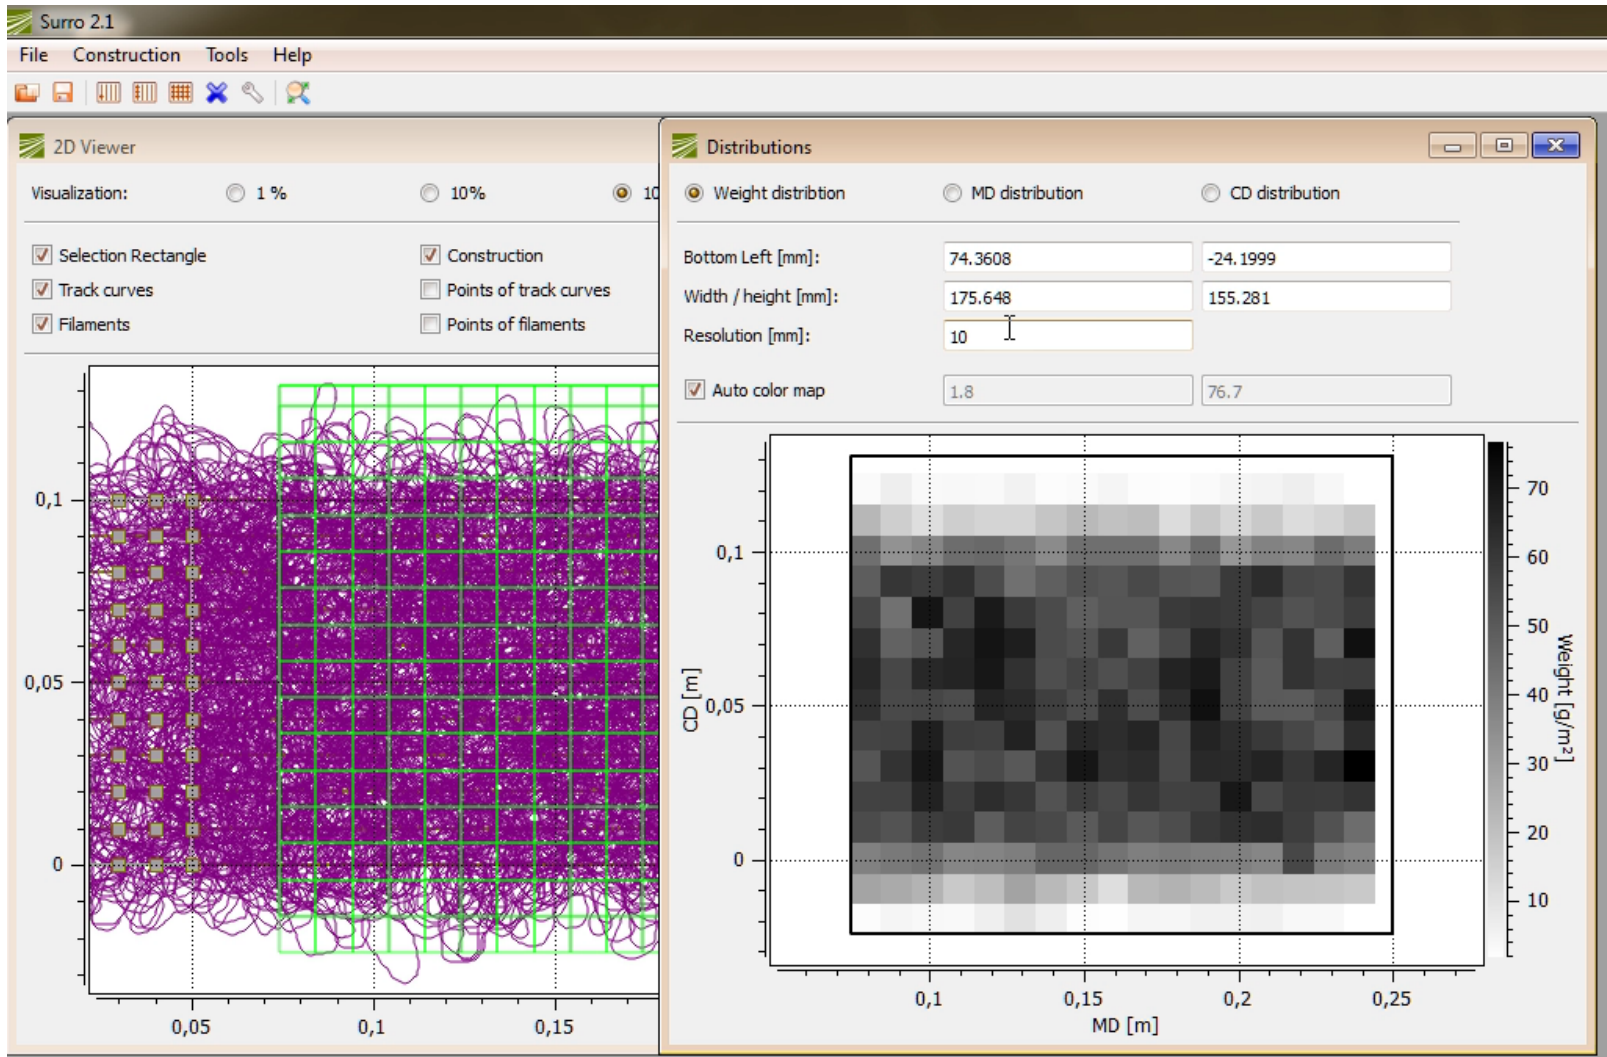 Surro 2.1
File Construction Tools Help
2D Viewer
Visualization: 1 % 10% 10
Selection Rectangle Construction
Track curves Points of track curves
Filaments Points of filaments
0,1
0,05
0
0,05 0,1 0,15
Distributions
Weight distribtion MD distribution CD distribution
Bottom Left [mm]: 74.3608 -24.1999
Width / height [mm]: 175.648 155.281
Resolution [mm]: 10
Auto color map 1.8 76.7
0,1
0,05
0
CD [m]
0,1 0,15 0,2 0,25
MD [m]
70
60
50
40
30
20
10
Weight [g/m²]